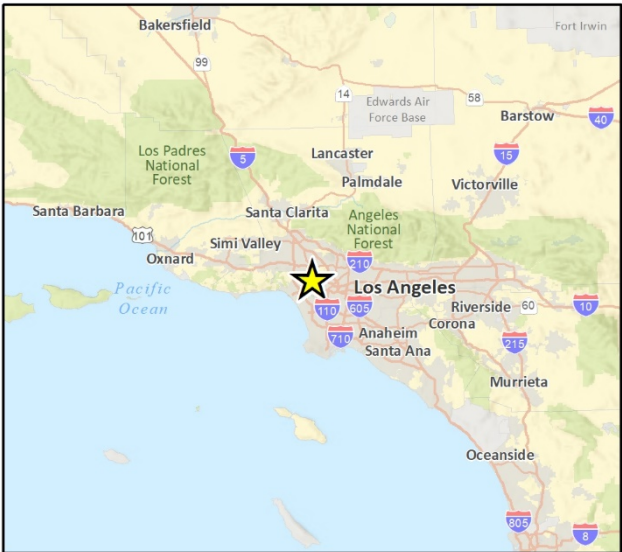 Bakersfield
Fort Irwin
99
14
Edwards Air
Force Base
58
Barstow
40
Los Padres
National
Forest
5
Lancaster
15
Palmdale
Victorville
Santa Barbara
Santa Clarita
Angeles
National
Forest
101
Simi Valley
Oxnard
210
Pacific
Ocean
Los Angeles
110
605
Riverside
60
10
Corona
710
Anaheim
Santa Ana
215
Murrieta
Oceanside
805
8